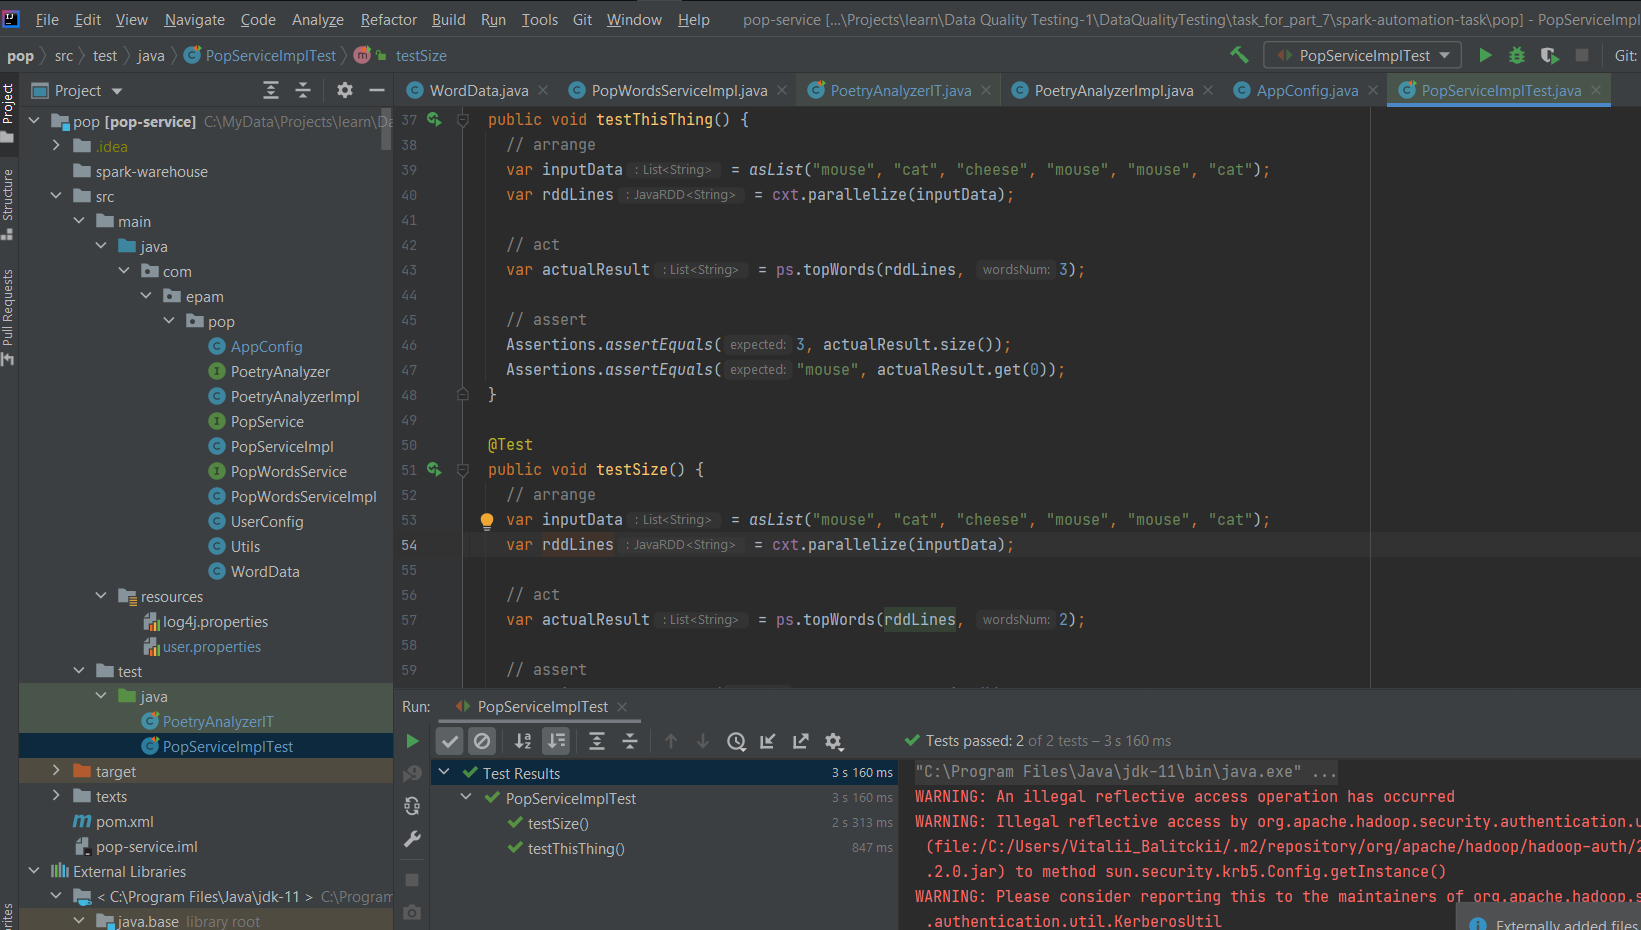 File Edit View Navigate Code Analyze Refactor Build Run Tools Git Window Help pop-service [...\Projects\learn\Data Quality Testing-1\DataQualityTesting\task_for_part_7\spark-automation-task\pop] - PopServiceImpl
pop src test java PopServiceImplTest testSize PopServiceImplTest Git:
Project
WordData.java PopWordsServiceImpl.java PoetryAnalyzerIT.java PoetryAnalyzerImpl.java AppConfig.java PopServiceImplTest.java
Project
Structure
Pull Requests
pop [pop-service] C:\MyData\Projects\learn\Da
.idea
spark-warehouse
src
main
java
com
epam
pop
AppConfig
PoetryAnalyzer
PoetryAnalyzerImpl
PopService
PopServiceImpl
PopWordsService
PopWordsServiceImpl
UserConfig
Utils
WordData
resources
log4j.properties
user.properties
test
java
PoetryAnalyzerIT
PopServiceImplTest
target
texts
pom.xml
pop-service.iml
External Libraries
< C:\Program Files\Java\jdk-11 > C:\Program
java.base library root
37 public void testThisThing() {
38 // arrange
39 var inputData : List<String> = asList("mouse", "cat", "cheese", "mouse", "mouse", "cat");
40 var rddLines : JavaRDD<String> = cxt.parallelize(inputData);
41
42 // act
43 var actualResult : List<String> = ps.topWords(rddLines, wordsNum: 3);
44
45 // assert
46 Assertions.assertEquals( expected: 3, actualResult.size());
47 Assertions.assertEquals( expected: "mouse", actualResult.get(0));
48 }
49
50 @Test
51 public void testSize() {
52 // arrange
53 var inputData : List<String> = asList("mouse", "cat", "cheese", "mouse", "mouse", "cat");
54 var rddLines : JavaRDD<String> = cxt.parallelize(inputData);
55
56 // act
57 var actualResult : List<String> = ps.topWords(rddLines, wordsNum: 2);
58
59 // assert
Run: PopServiceImplTest
Tests passed: 2 of 2 tests – 3 s 160 ms
Test Results 3 s 160 ms
PopServiceImplTest 3 s 160 ms
testSize() 2 s 313 ms
testThisThing() 847 ms
"C:\Program Files\Java\jdk-11\bin\java.exe" ...
WARNING: An illegal reflective access operation has occurred
WARNING: Illegal reflective access by org.apache.hadoop.security.authentication.u
(file:/C:/Users/Vitalii_Balitckii/.m2/repository/org/apache/hadoop/hadoop-auth/2
.2.0.jar) to method sun.security.krb5.Config.getInstance()
WARNING: Please consider reporting this to the maintainers of org.apache.hadoop.s
.authentication.util.KerberosUtil
Externally added files